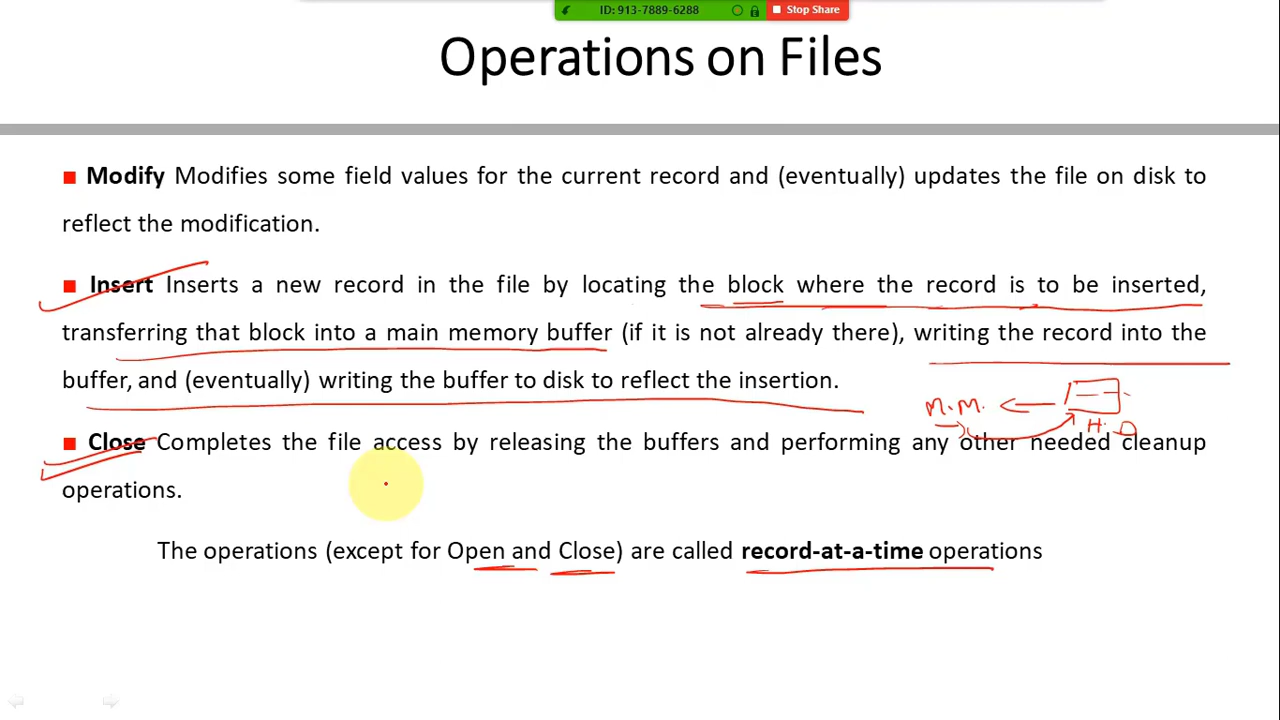 ID: 913-7889-6288 Stop Share
Operations on Files
Modify Modifies some field values for the current record and (eventually) updates the file on disk to
reflect the modification.
Insert Inserts a new record in the file by locating the block where the record is to be inserted,
transferring that block into a main memory buffer (if it is not already there), writing the record into the
buffer, and (eventually) writing the buffer to disk to reflect the insertion.
M.M. H.D
Close Completes the file access by releasing the buffers and performing any other needed cleanup
operations.
The operations (except for Open and Close) are called record-at-a-time operations